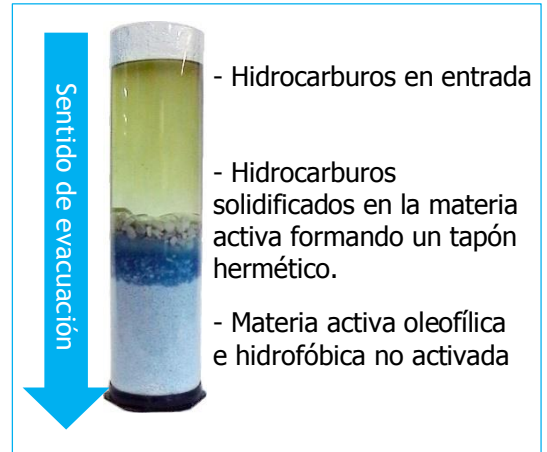 Sentido de evacuación
- Hidrocarburos en entrada
- Hidrocarburos
solidificados en la materia
activa formando un tapón
hermético.
- Materia activa oleofílica
e hidrofóbica no activada